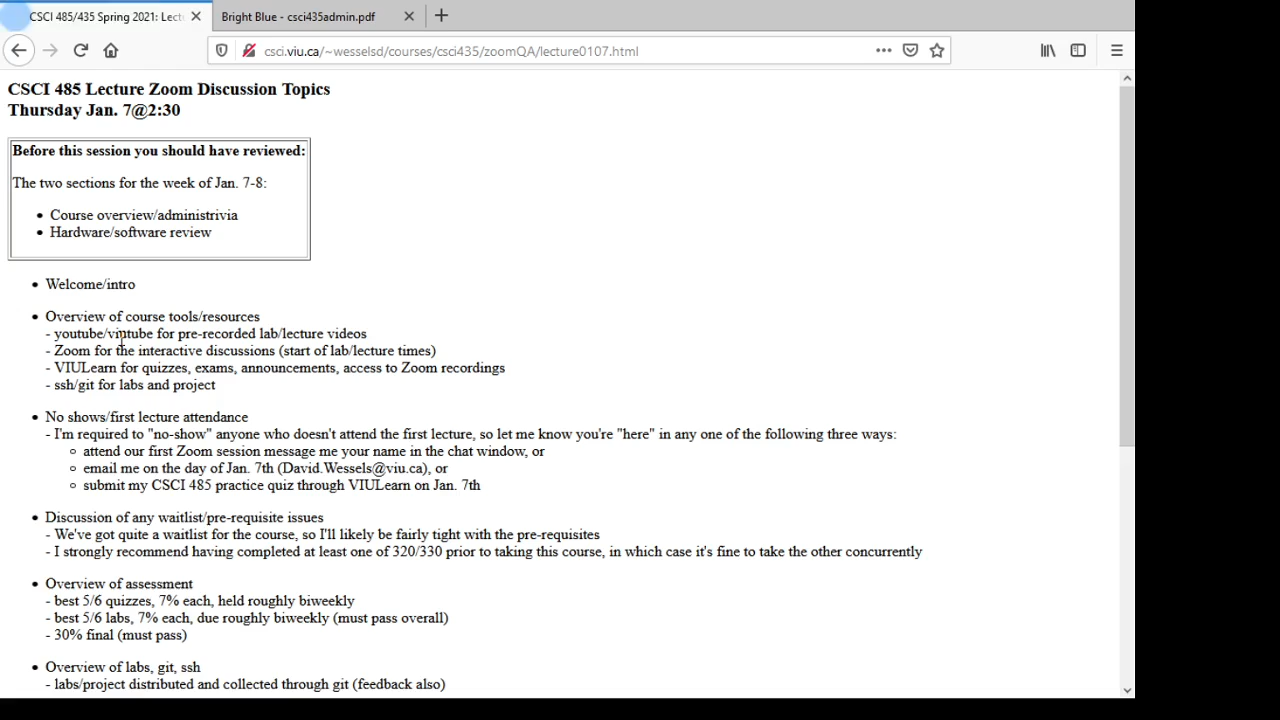 CSCI 485/435 Spring 2021: Lect
Bright Blue - csci435admin.pdf
csci.viu.ca/~wesselsd/courses/csci435/zoomQA/lecture0107.html
CSCI 485 Lecture Zoom Discussion Topics
Thursday Jan. 7@2:30
Before this session you should have reviewed:
The two sections for the week of Jan. 7-8:
• Course overview/administrivia
• Hardware/software review
• Welcome/intro
• Overview of course tools/resources
- youtube/viutube for pre-recorded lab/lecture videos
- Zoom for the interactive discussions (start of lab/lecture times)
- VIULearn for quizzes, exams, announcements, access to Zoom recordings
- ssh/git for labs and project
• No shows/first lecture attendance
- I'm required to "no-show" anyone who doesn't attend the first lecture, so let me know you're "here" in any one of the following three ways:
◦ attend our first Zoom session message me your name in the chat window, or
◦ email me on the day of Jan. 7th (David.Wessels@viu.ca), or
◦ submit my CSCI 485 practice quiz through VIULearn on Jan. 7th
• Discussion of any waitlist/pre-requisite issues
- We've got quite a waitlist for the course, so I'll likely be fairly tight with the pre-requisites
- I strongly recommend having completed at least one of 320/330 prior to taking this course, in which case it's fine to take the other concurrently
• Overview of assessment
- best 5/6 quizzes, 7% each, held roughly biweekly
- best 5/6 labs, 7% each, due roughly biweekly (must pass overall)
- 30% final (must pass)
• Overview of labs, git, ssh
- labs/project distributed and collected through git (feedback also)